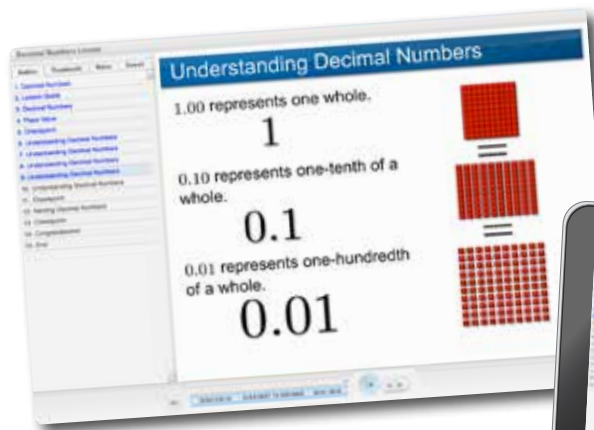 Decimal Numbers Lesson
Outline Thumbnails Notes Search
1. Decimal Numbers
2. Lesson Goals
3. Decimal Numbers
4. Place Value
5. Checkpoint
6. Understanding Decimal Numbers
7. Understanding Decimal Numbers
8. Understanding Decimal Numbers
9. Understanding Decimal Numbers
10. Understanding Decimal Numbers
11. Checkpoint
12. Naming Decimal Numbers
13. Checkpoint
14. Congratulations!
15. End
Understanding Decimal Numbers
1.00 represents one whole.
1
0.10 represents one-tenth of a
whole.
0.1
0.01 represents one-hundredth
of a whole.
0.01